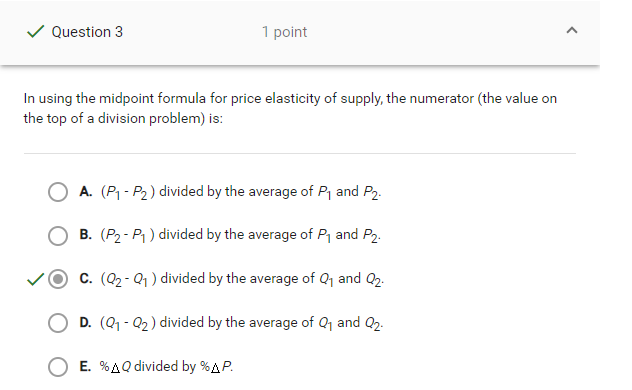 Question 3
1 point
In using the midpoint formula for price elasticity of supply, the numerator (the value on
the top of a division problem) is:
A. (P₁ - P₂) divided by the average of P₁ and P₂.
B. (P₂ - P₁) divided by the average of P₁ and P₂.
C. (Q₂ - Q₁) divided by the average of Q₁ and Q₂.
D. (Q₁ - Q₂) divided by the average of Q₁ and Q₂.
E. %△Q divided by %△P.